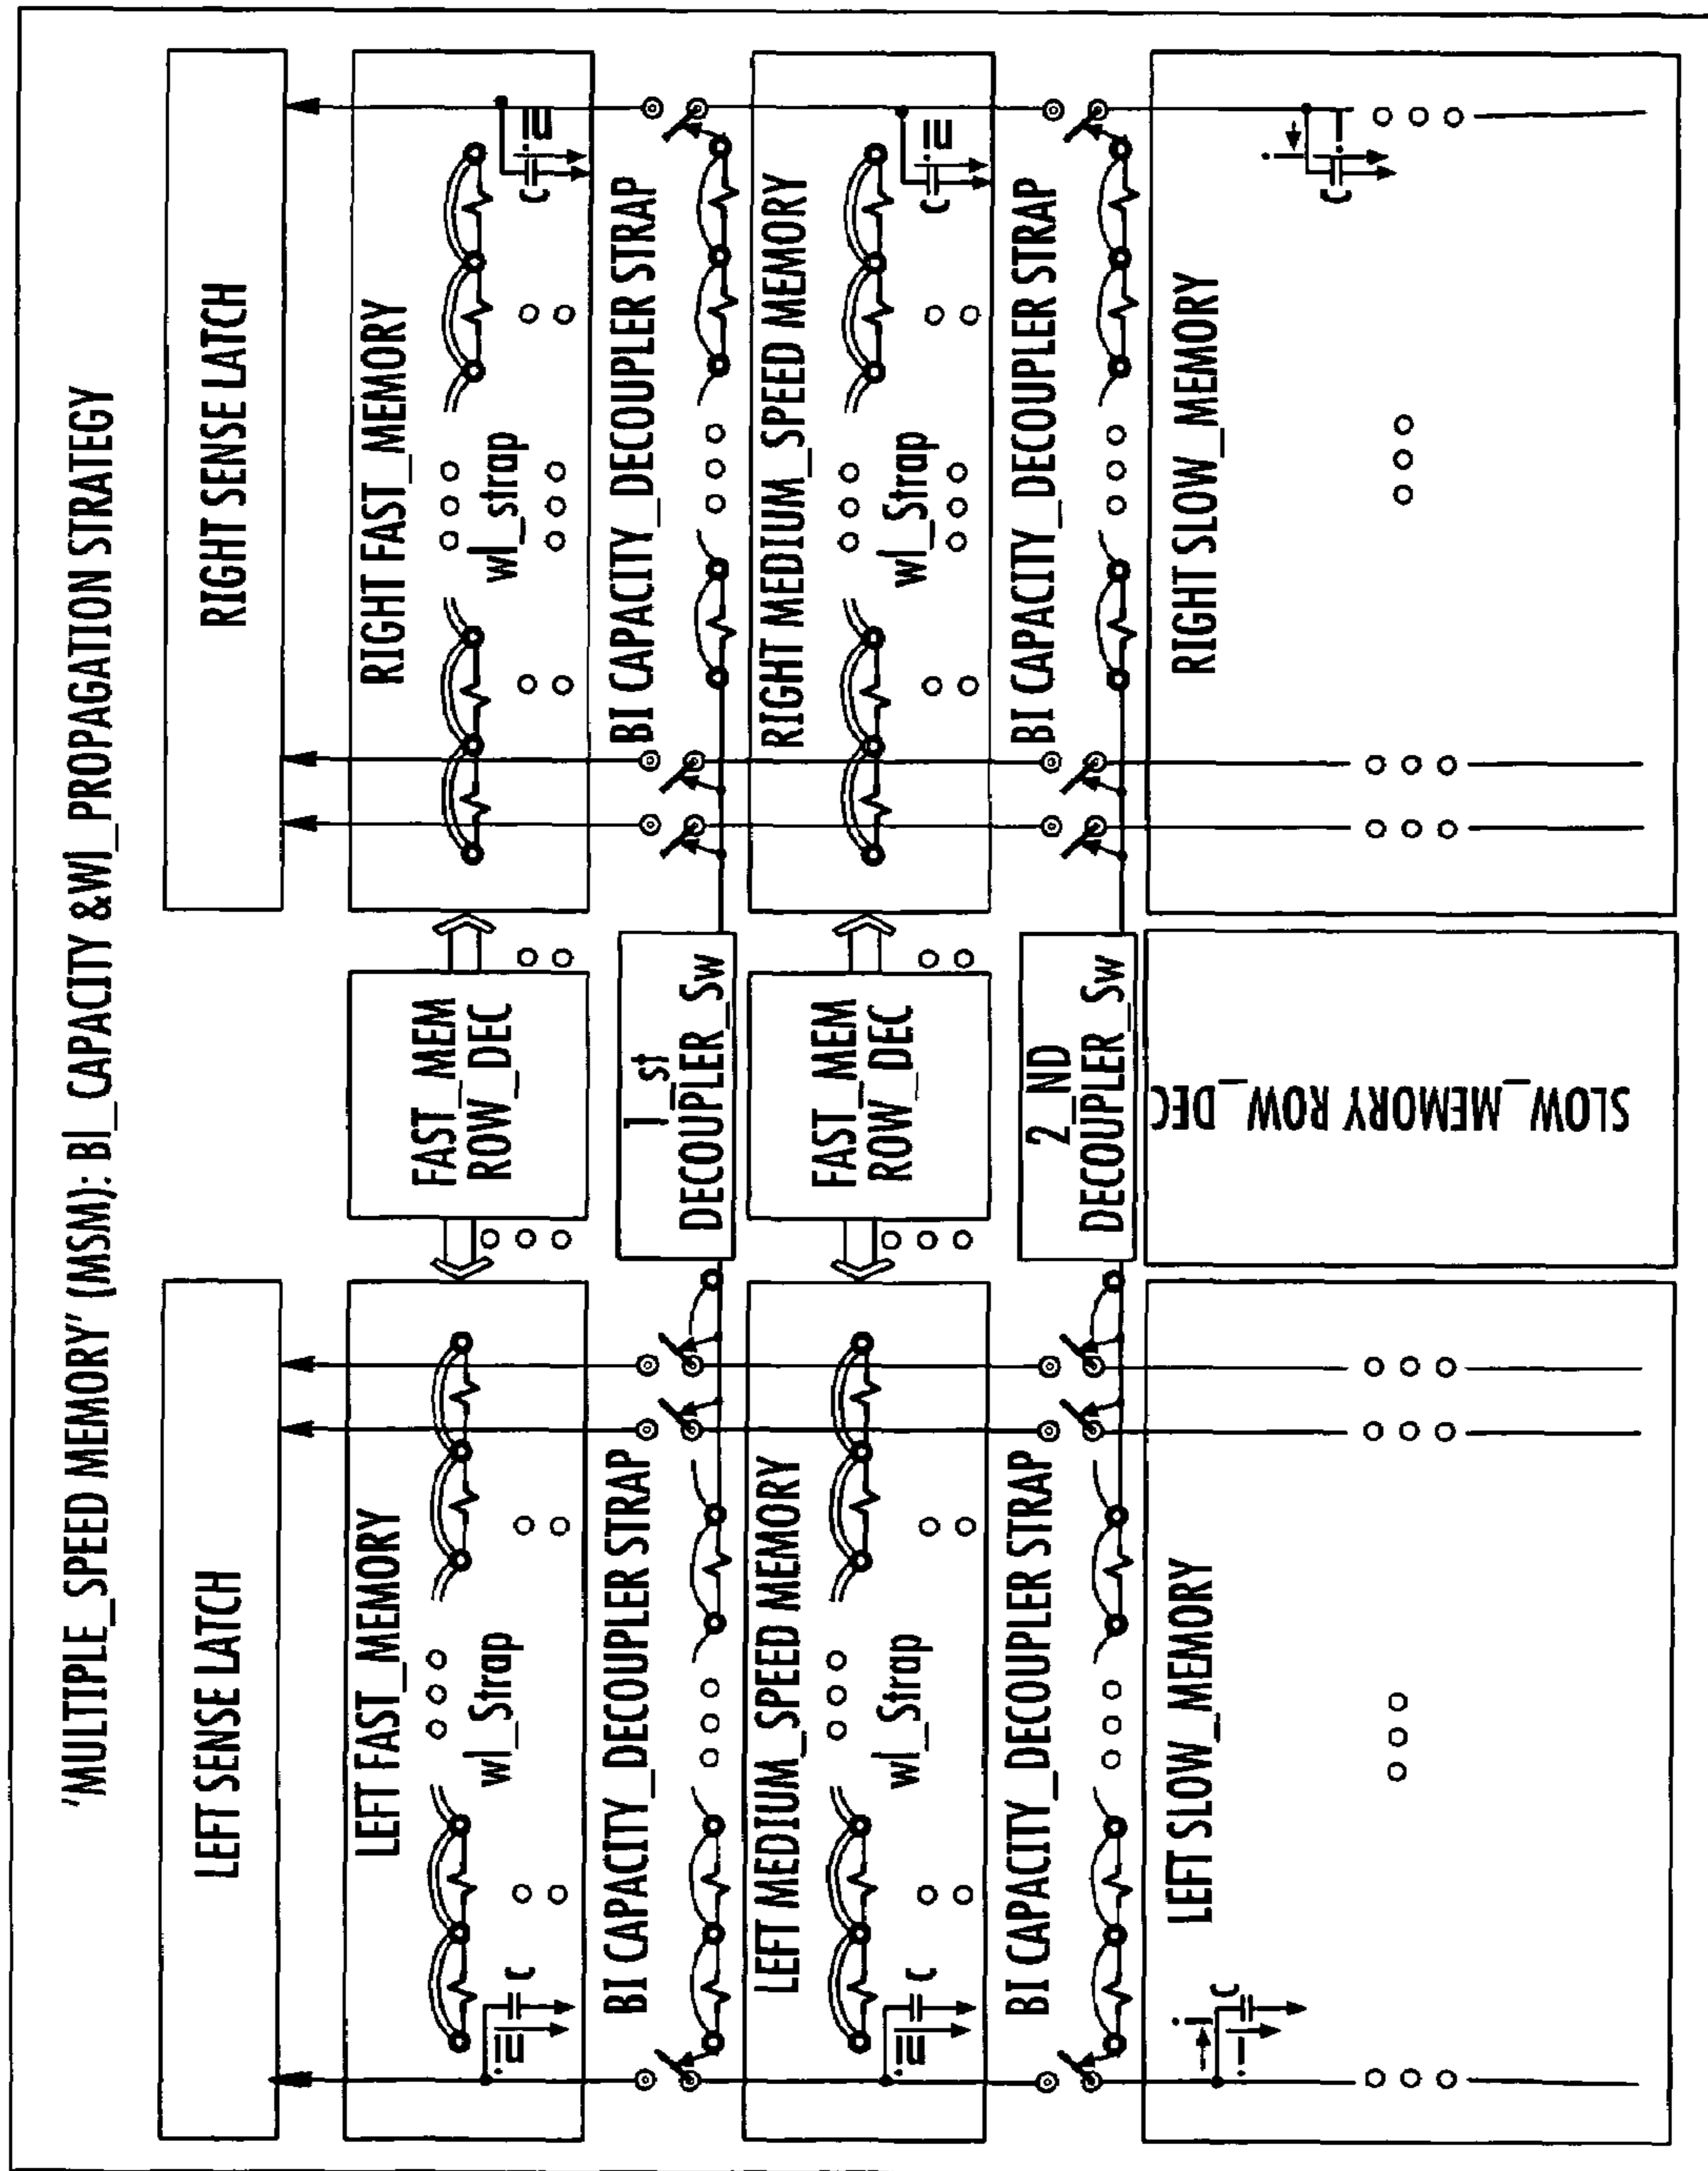 'MULTIPLE_SPEED MEMORY' (MSM): BI_CAPACITY &WI_PROPAGATION STRATEGY
LEFT SENSE LATCH
RIGHT SENSE LATCH
LEFT FAST_MEMORY
wl_Strap
FAST_MEM
ROW_DEC
RIGHT FAST_MEMORY
wl_strap
C
C
BI CAPACITY_DECOUPLER STRAP
1_st
DECOUPLER_Sw
BI CAPACITY_DECOUPLER STRAP
LEFT MEDIUM_SPEED MEMORY
wl_Strap
FAST_MEM
ROW_DEC
RIGHT MEDIUM_SPEED MEMORY
wl_Strap
C
C
BI CAPACITY_DECOUPLER STRAP
2_ND
DECOUPLER_Sw
BI CAPACITY_DECOUPLER STRAP
LEFT SLOW_MEMORY
i
C
SLOW_MEMORY ROW_DEC
RIGHT SLOW_MEMORY
i
C